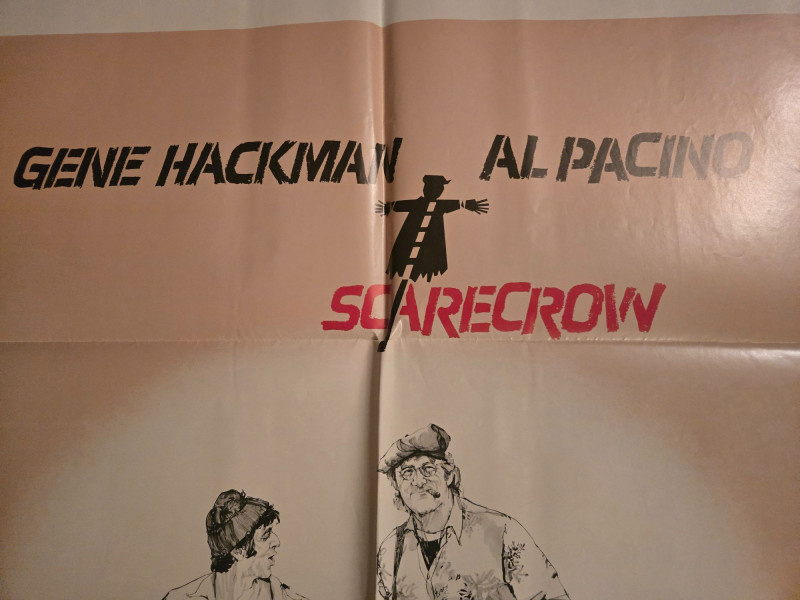 GENE HACKMAN AL PACINO
SCARECROW